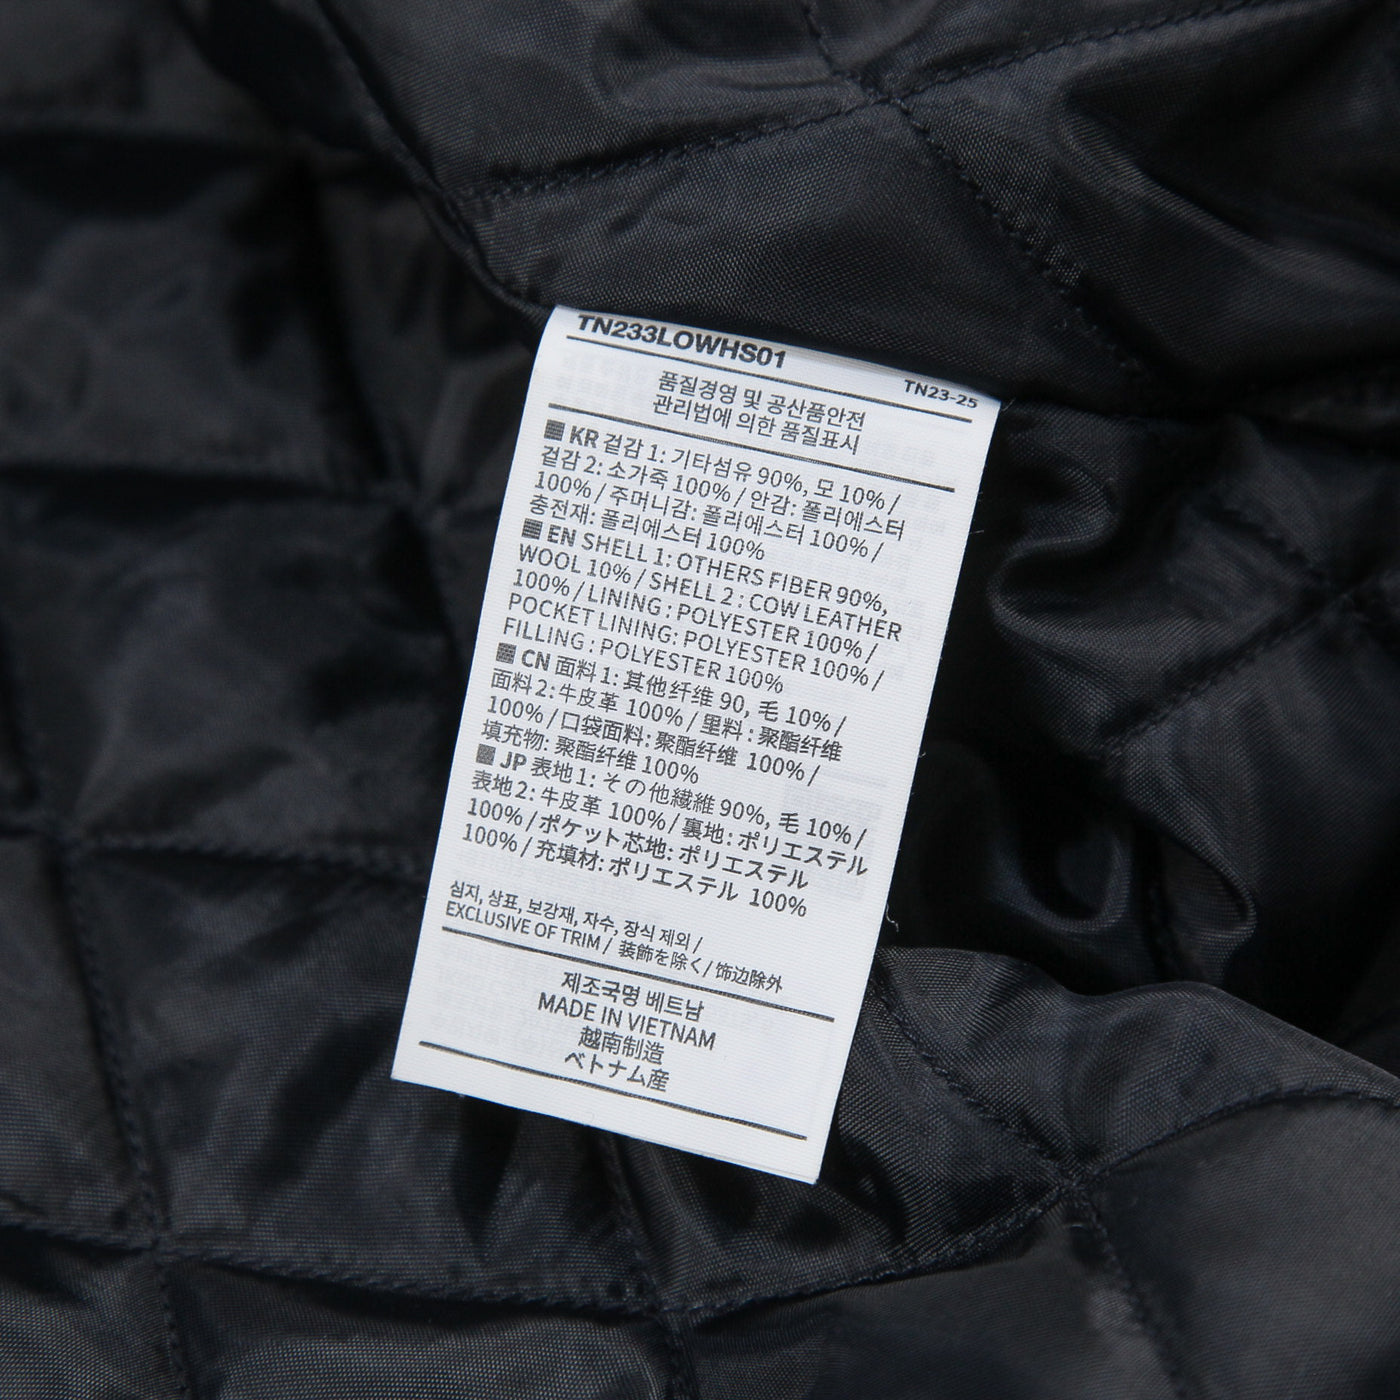 TN233LOWHS01
TN23-25
품질경영 및 공산품안전
관리법에 의한 품질표시
KR 겉감 1: 기타섬유 90%, 모 10% /
겉감 2: 소가죽 100% / 안감: 폴리에스터
100% / 주머니감: 폴리에스터 100% /
충전재: 폴리에스터 100%
EN SHELL 1: OTHERS FIBER 90%,
WOOL 10% / SHELL 2 : COW LEATHER
100% / LINING : POLYESTER 100% /
POCKET LINING: POLYESTER 100% /
FILLING : POLYESTER 100%
CN 面料 1: 其他纤维 90, 毛 10% /
面料 2: 牛皮革 100% / 里料 : 聚酯纤维
100% / 口袋面料: 聚酯纤维 100% /
填充物: 聚酯纤维 100%
JP 表地 1: その他繊維 90%, 毛 10% /
表地 2: 牛皮革 100% / 裏地 : ポリエステル
100% / ポケット芯地: ポリエステル
100% / 充填材: ポリエステル 100%
심지, 상표, 보강재, 자수, 장식 제외 /
EXCLUSIVE OF TRIM / 装飾を除く / 饰边除外
제조국명 베트남
MADE IN VIETNAM
越南制造
ベトナム産